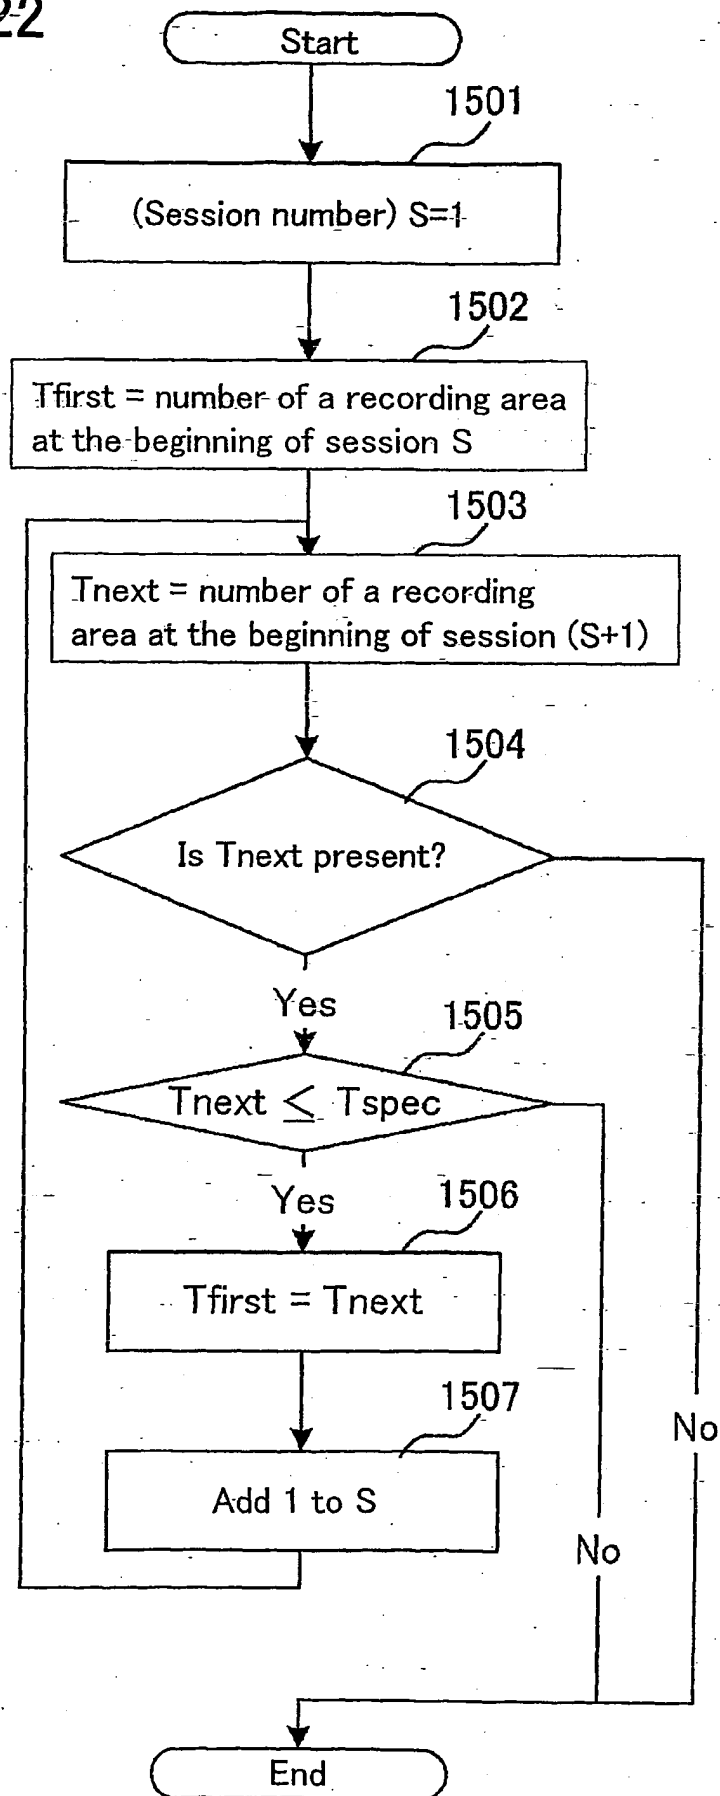 22
Start
1501
(Session number) S=1
1502
Tfirst = number of a recording area
at the beginning of session S
1503
Tnext = number of a recording
area at the beginning of session (S+1)
1504
Is Tnext present?
Yes
1505
Tnext ≤ Tspec
Yes
1506
Tfirst = Tnext
1507
No
Add 1 to S
No
End